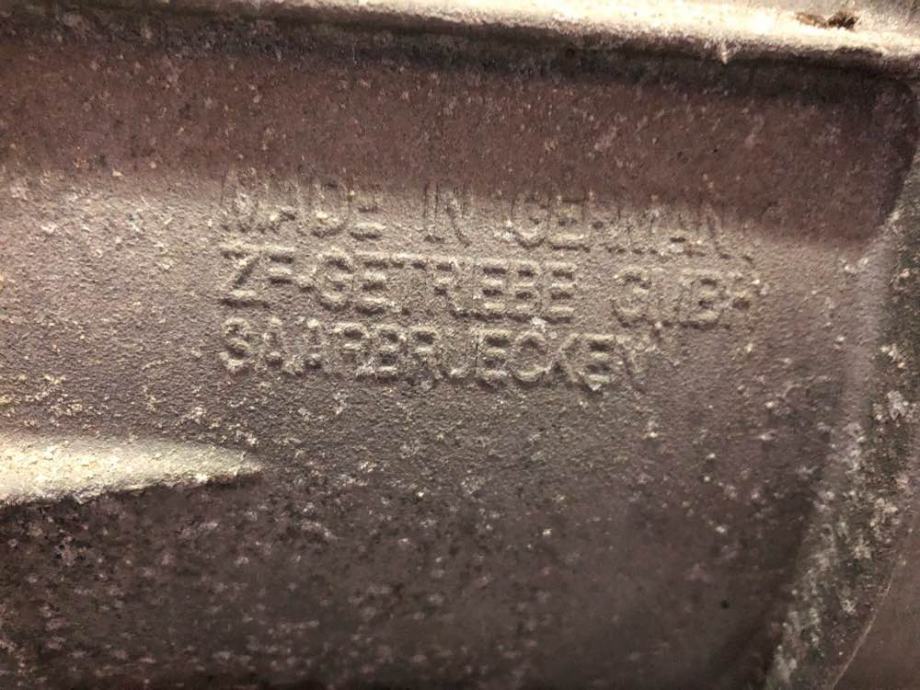 MADE IN GERMANY
ZF-GETRIEBE GMBH
SAARBRUECKEN